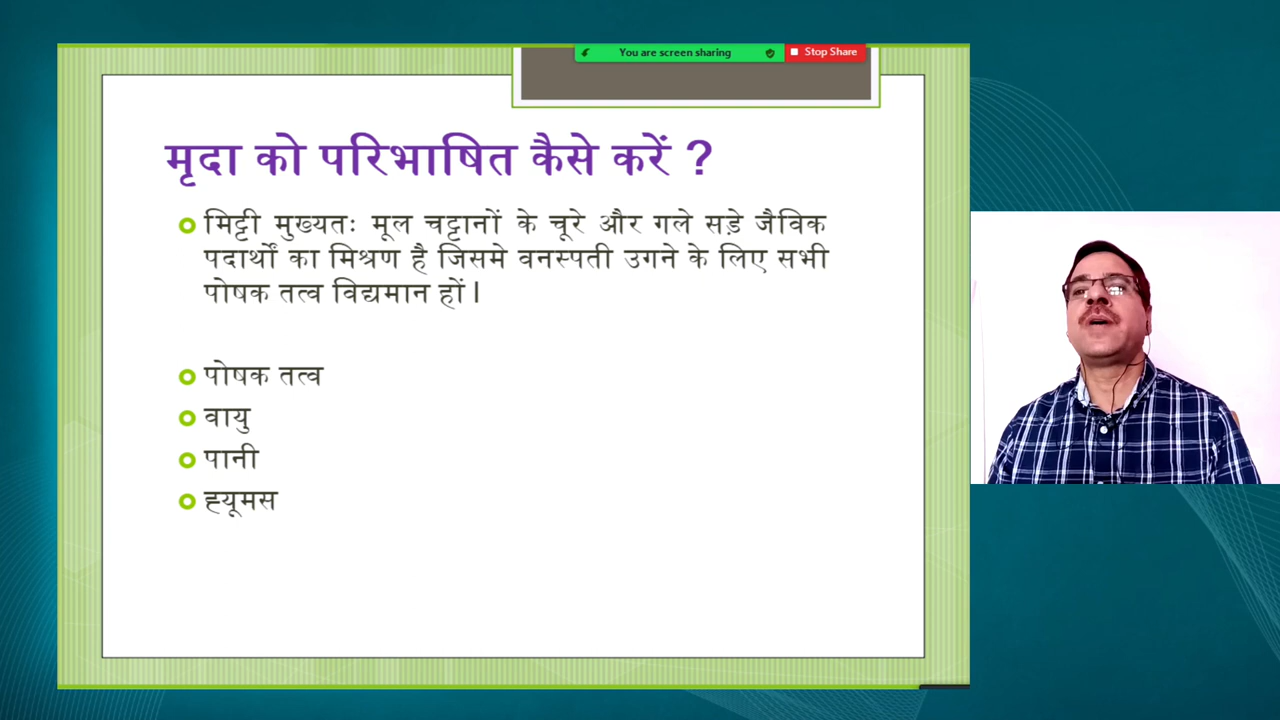 You are screen sharing
Stop Share
मृदा को परिभाषित कैसे करें ?
मिट्टी मुख्यतः मूल चट्टानों के चूरे और गले सड़े जैविक
पदार्थों का मिश्रण है जिसमे वनस्पती उगने के लिए सभी
पोषक तत्व विद्यमान हों।
पोषक तत्व
वायु
पानी
ह्यूमस